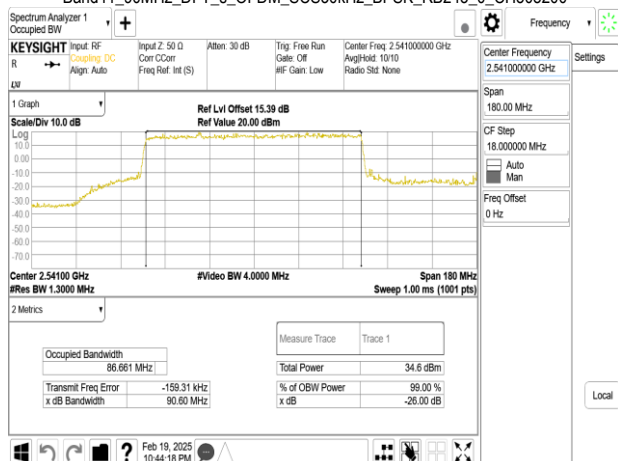 Spectrum Analyzer 1
Occupied BW
+
Frequency
Settings
KEYSIGHT
R
Input: RF
Coupling: DC
Align: Auto
Input Z: 50 Ω
Corr CCorr
Freq Ref: Int (S)
Atten: 30 dB
Trig: Free Run
Gate: Off
#IF Gain: Low
Center Freq: 2.541000000 GHz
Avg|Hold: 10/10
Radio Std: None
Center Frequency
2.541000000 GHz
Span
180.00 MHz
CF Step
18.000000 MHz
Auto
Man
Freq Offset
0 Hz
Local
1 Graph
Scale/Div 10.0 dB
Ref Lvl Offset 15.39 dB
Ref Value 20.00 dBm
Log
10.0
0.00
-10.0
-20.0
-30.0
-40.0
-50.0
-60.0
-70.0
Center 2.54100 GHz
#Video BW 4.0000 MHz
Span 180 MHz
#Res BW 1.3000 MHz
Sweep 1.00 ms (1001 pts)
2 Metrics
Measure Trace Trace 1
Occupied Bandwidth
86.661 MHz
Total Power 34.6 dBm
Transmit Freq Error -159.31 kHz
% of OBW Power 99.00 %
x dB Bandwidth 90.60 MHz
x dB -26.00 dB
?
Feb 19, 2025
10:44:18 PM